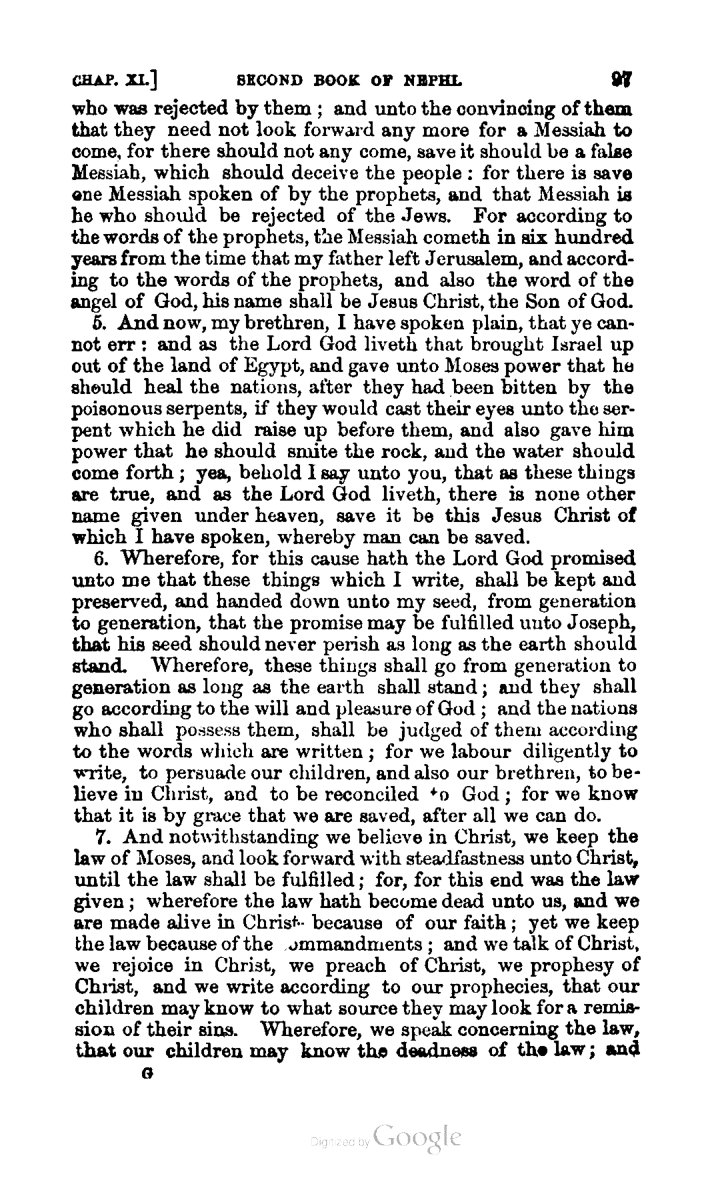 CHAP. XI.] SECOND BOOK OF NEPHI. 97
who was rejected by them ; and unto the convincing of them
that they need not look forward any more for a Messiah to
come, for there should not any come, save it should be a false
Messiah, which should deceive the people : for there is save
one Messiah spoken of by the prophets, and that Messiah is
he who should be rejected of the Jews. For according to
the words of the prophets, the Messiah cometh in six hundred
years from the time that my father left Jerusalem, and accord-
ing to the words of the prophets, and also the word of the
angel of God, his name shall be Jesus Christ, the Son of God.
5. And now, my brethren, I have spoken plain, that ye can-
not err : and as the Lord God liveth that brought Israel up
out of the land of Egypt, and gave unto Moses power that he
should heal the nations, after they had been bitten by the
poisonous serpents, if they would cast their eyes unto the ser-
pent which he did raise up before them, and also gave him
power that he should smite the rock, and the water should
come forth ; yea, behold I say unto you, that as these things
are true, and as the Lord God liveth, there is none other
name given under heaven, save it be this Jesus Christ of
which I have spoken, whereby man can be saved.
6. Wherefore, for this cause hath the Lord God promised
unto me that these things which I write, shall be kept and
preserved, and handed down unto my seed, from generation
to generation, that the promise may be fulfilled unto Joseph,
that his seed should never perish as long as the earth should
stand. Wherefore, these things shall go from generation to
generation as long as the earth shall stand ; and they shall
go according to the will and pleasure of God ; and the nations
who shall possess them, shall be judged of them according
to the words which are written ; for we labour diligently to
write, to persuade our children, and also our brethren, to be-
lieve in Christ, and to be reconciled to God ; for we know
that it is by grace that we are saved, after all we can do.
7. And notwithstanding we believe in Christ, we keep the
law of Moses, and look forward with steadfastness unto Christ,
until the law shall be fulfilled ; for, for this end was the law
given ; wherefore the law hath become dead unto us, and we
are made alive in Christ because of our faith ; yet we keep
the law because of the ommandments ; and we talk of Christ,
we rejoice in Christ, we preach of Christ, we prophesy of
Christ, and we write according to our prophecies, that our
children may know to what source they may look for a remis-
sion of their sins. Wherefore, we speak concerning the law,
that our children may know the deadness of the law ; and
G
Digitized by Google